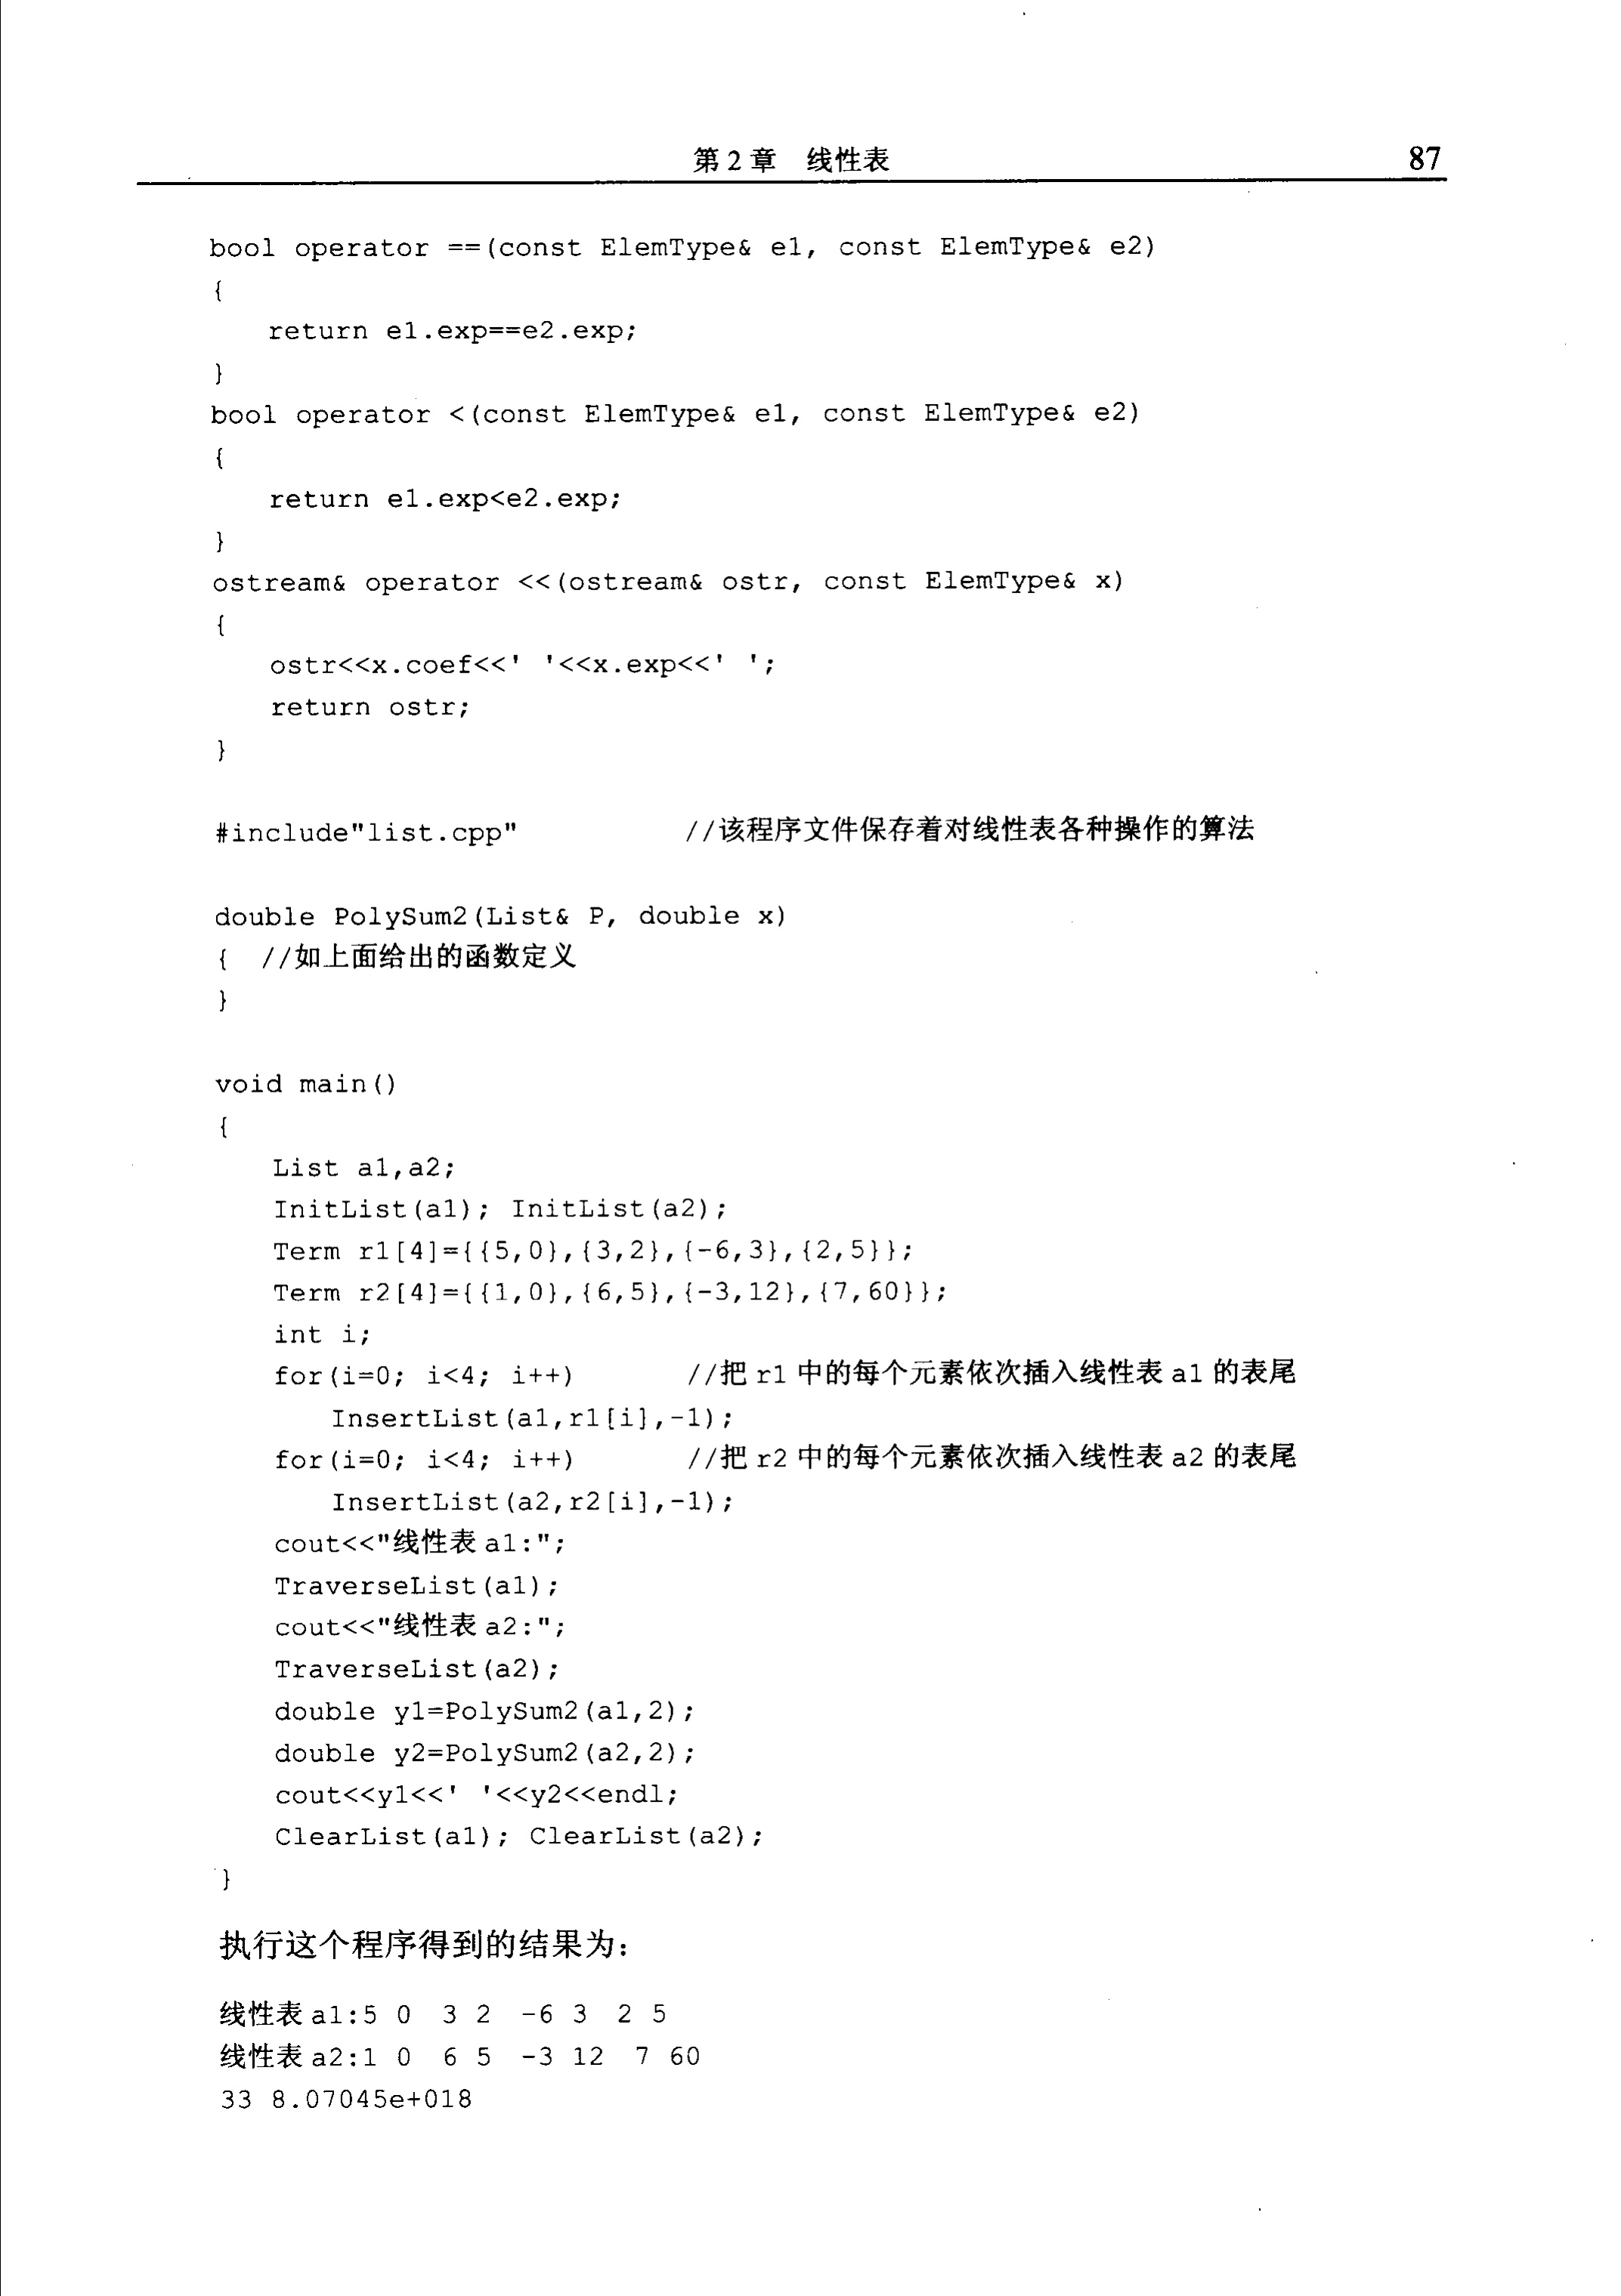 第 2 章 线性表 87
bool operator ==(const ElemType& e1, const ElemType& e2)
{
return e1.exp==e2.exp;
}
bool operator <(const ElemType& e1, const ElemType& e2)
{
return e1.exp<e2.exp;
}
ostream& operator <<(ostream& ostr, const ElemType& x)
{
ostr<<x.coef<<' '<<x.exp<<' ';
return ostr;
}
#include"list.cpp" //该程序文件保存着对线性表各种操作的算法
double PolySum2(List& P, double x)
{ //如上面给出的函数定义
}
void main()
{
List a1,a2;
InitList(a1); InitList(a2);
Term r1[4]={{5,0},{3,2},{-6,3},{2,5}};
Term r2[4]={{1,0},{6,5},{-3,12},{7,60}};
int i;
for(i=0; i<4; i++) //把 r1 中的每个元素依次插入线性表 a1 的表尾
InsertList(a1,r1[i],-1);
for(i=0; i<4; i++) //把 r2 中的每个元素依次插入线性表 a2 的表尾
InsertList(a2,r2[i],-1);
cout<<"线性表 a1:";
TraverseList(a1);
cout<<"线性表 a2:";
TraverseList(a2);
double y1=PolySum2(a1,2);
double y2=PolySum2(a2,2);
cout<<y1<<' '<<y2<<endl;
ClearList(a1); ClearList(a2);
}
执行这个程序得到的结果为：
线性表 a1:5 0 3 2 -6 3 2 5
线性表 a2:1 0 6 5 -3 12 7 60
33 8.07045e+018